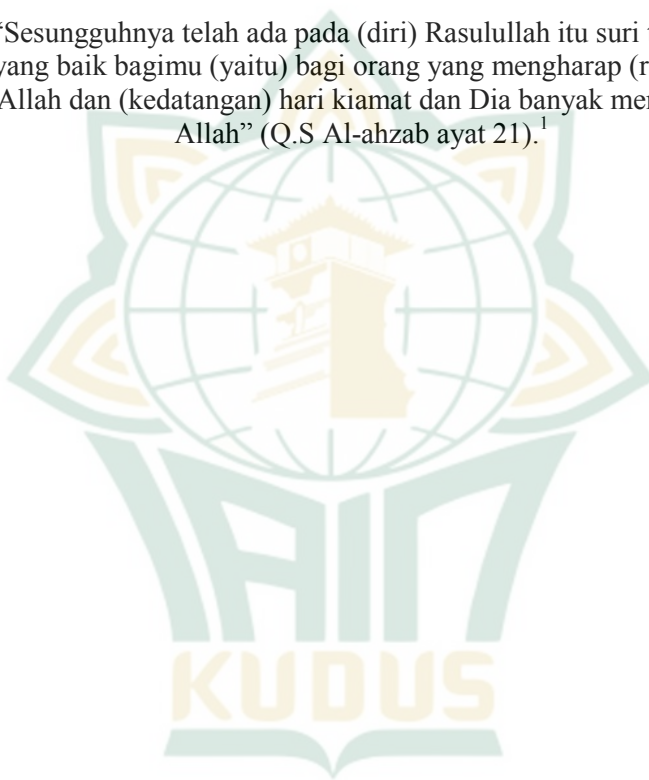 “Sesungguhnya telah ada pada (diri) Rasulullah itu suri
yang baik bagimu (yaitu) bagi orang yang mengharap
Allah dan (kedatangan) hari kiamat dan Dia banyak
Allah” (Q.S Al-ahzab ayat 21).1
IAIN
KUDUS